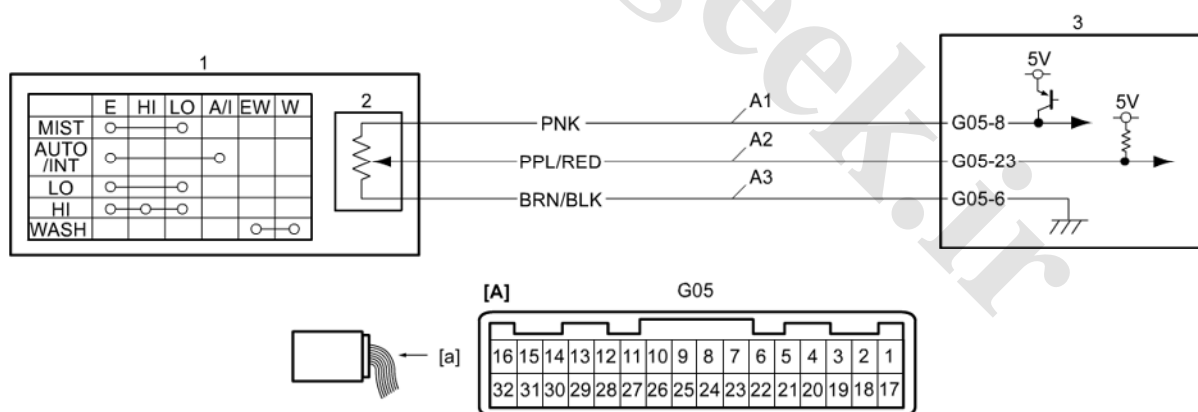 1
E HI LO A/I EW W
MIST
AUTO
/INT
LO
HI
WASH
2
PNK
PPL/RED
BRN/BLK
A1
A2
A3
3
5V
5V
G05-8
G05-23
G05-6
[A] G05
[a]
16 15 14 13 12 11 10 9 8 7 6 5 4 3 2 1
32 31 30 29 28 27 26 25 24 23 22 21 20 19 18 17
seek.ir